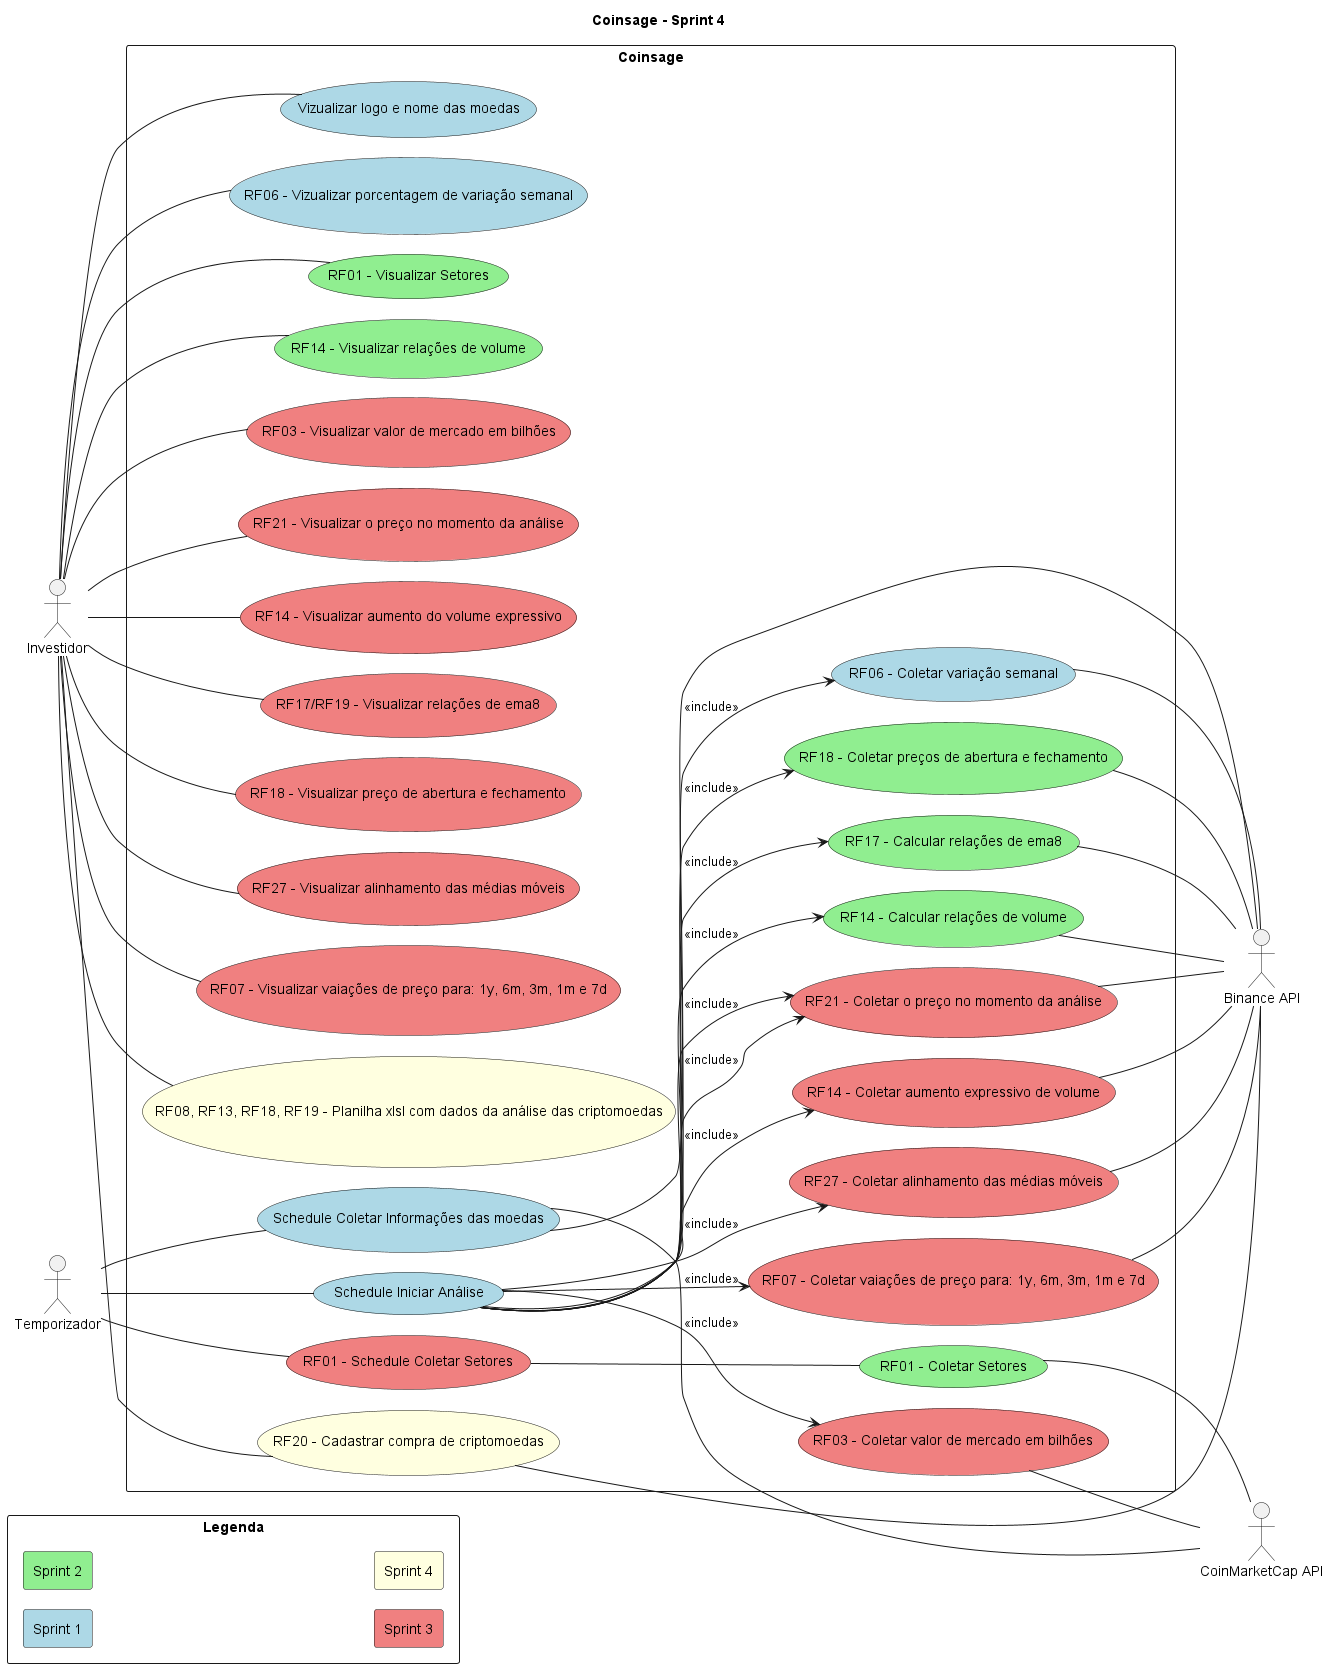 Coinsage - Sprint 4
Coinsage
Vizualizar logo e nome das moedas
RF06 - Vizualizar porcentagem de variação semanal
RF01 - Visualizar Setores
RF14 - Visualizar relações de volume
RF03 - Visualizar valor de mercado em bilhões
RF21 - Visualizar o preço no momento da análise
RF14 - Visualizar aumento do volume expressivo
Investidor
RF17/RF19 - Visualizar relações de ema8
RF18 - Visualizar preço de abertura e fechamento
RF27 - Visualizar alinhamento das médias móveis
RF07 - Visualizar vaiações de preço para: 1y, 6m, 3m, 1m e 7d
RF08, RF13, RF18, RF19 - Planilha xlsl com dados da análise das criptomoedas
Schedule Coletar Informações das moedas
Schedule Iniciar Análise
Temporizador
RF01 - Schedule Coletar Setores
RF20 - Cadastrar compra de criptomoedas
«include»
«include»
«include»
«include»
«include»
«include»
«include»
«include»
«include»
«include»
RF06 - Coletar variação semanal
RF18 - Coletar preços de abertura e fechamento
RF17 - Calcular relações de ema8
RF14 - Calcular relações de volume
RF21 - Coletar o preço no momento da análise
RF14 - Coletar aumento expressivo de volume
RF27 - Coletar alinhamento das médias móveis
RF07 - Coletar vaiações de preço para: 1y, 6m, 3m, 1m e 7d
RF01 - Coletar Setores
RF03 - Coletar valor de mercado em bilhões
Binance API
CoinMarketCap API
Legenda
Sprint 2
Sprint 4
Sprint 1
Sprint 3